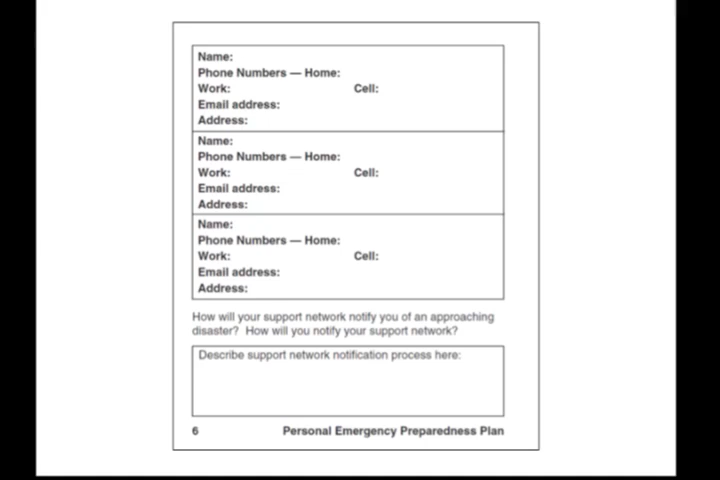 Name:
Phone Numbers — Home:
Work: Cell:
Email address:
Address:
Name:
Phone Numbers — Home:
Work: Cell:
Email address:
Address:
Name:
Phone Numbers — Home:
Work: Cell:
Email address:
Address:
How will your support network notify you of an approaching
disaster? How will you notify your support network?
Describe support network notification process here:
6 Personal Emergency Preparedness Plan